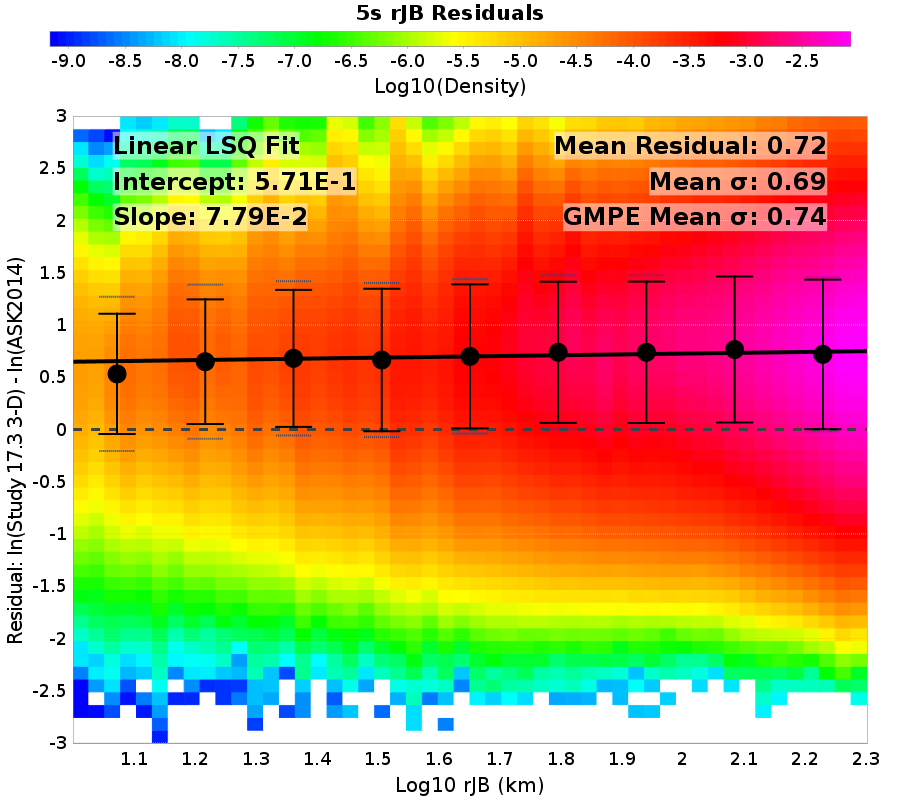 5s rJB Residuals
-9.0 -8.5 -8.0 -7.5 -7.0 -6.5 -6.0 -5.5 -5.0 -4.5 -4.0 -3.5 -3.0 -2.5
Log10(Density)
Linear LSQ Fit
Intercept: 5.71E-1
Slope: 7.79E-2
Mean Residual: 0.72
Mean σ: 0.69
GMPE Mean σ: 0.74
Residual: ln(Study 17.3 3-D) - ln(ASK2014)
3
2.5
2
1.5
1
0.5
0
-0.5
-1
-1.5
-2
-2.5
-3
1.1 1.2 1.3 1.4 1.5 1.6 1.7 1.8 1.9 2 2.1 2.2 2.3
Log10 rJB (km)